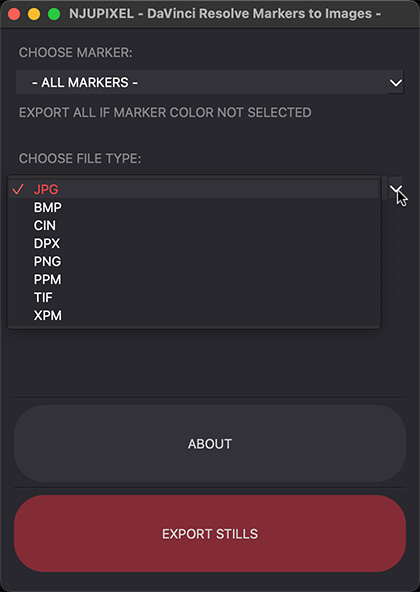 NJUPIXEL - DaVinci Resolve Markers to Images -
CHOOSE MARKER:
- ALL MARKERS -
EXPORT ALL IF MARKER COLOR NOT SELECTED
CHOOSE FILE TYPE:
JPG
BMP
CIN
DPX
PNG
PPM
TIF
XPM
ABOUT
EXPORT STILLS